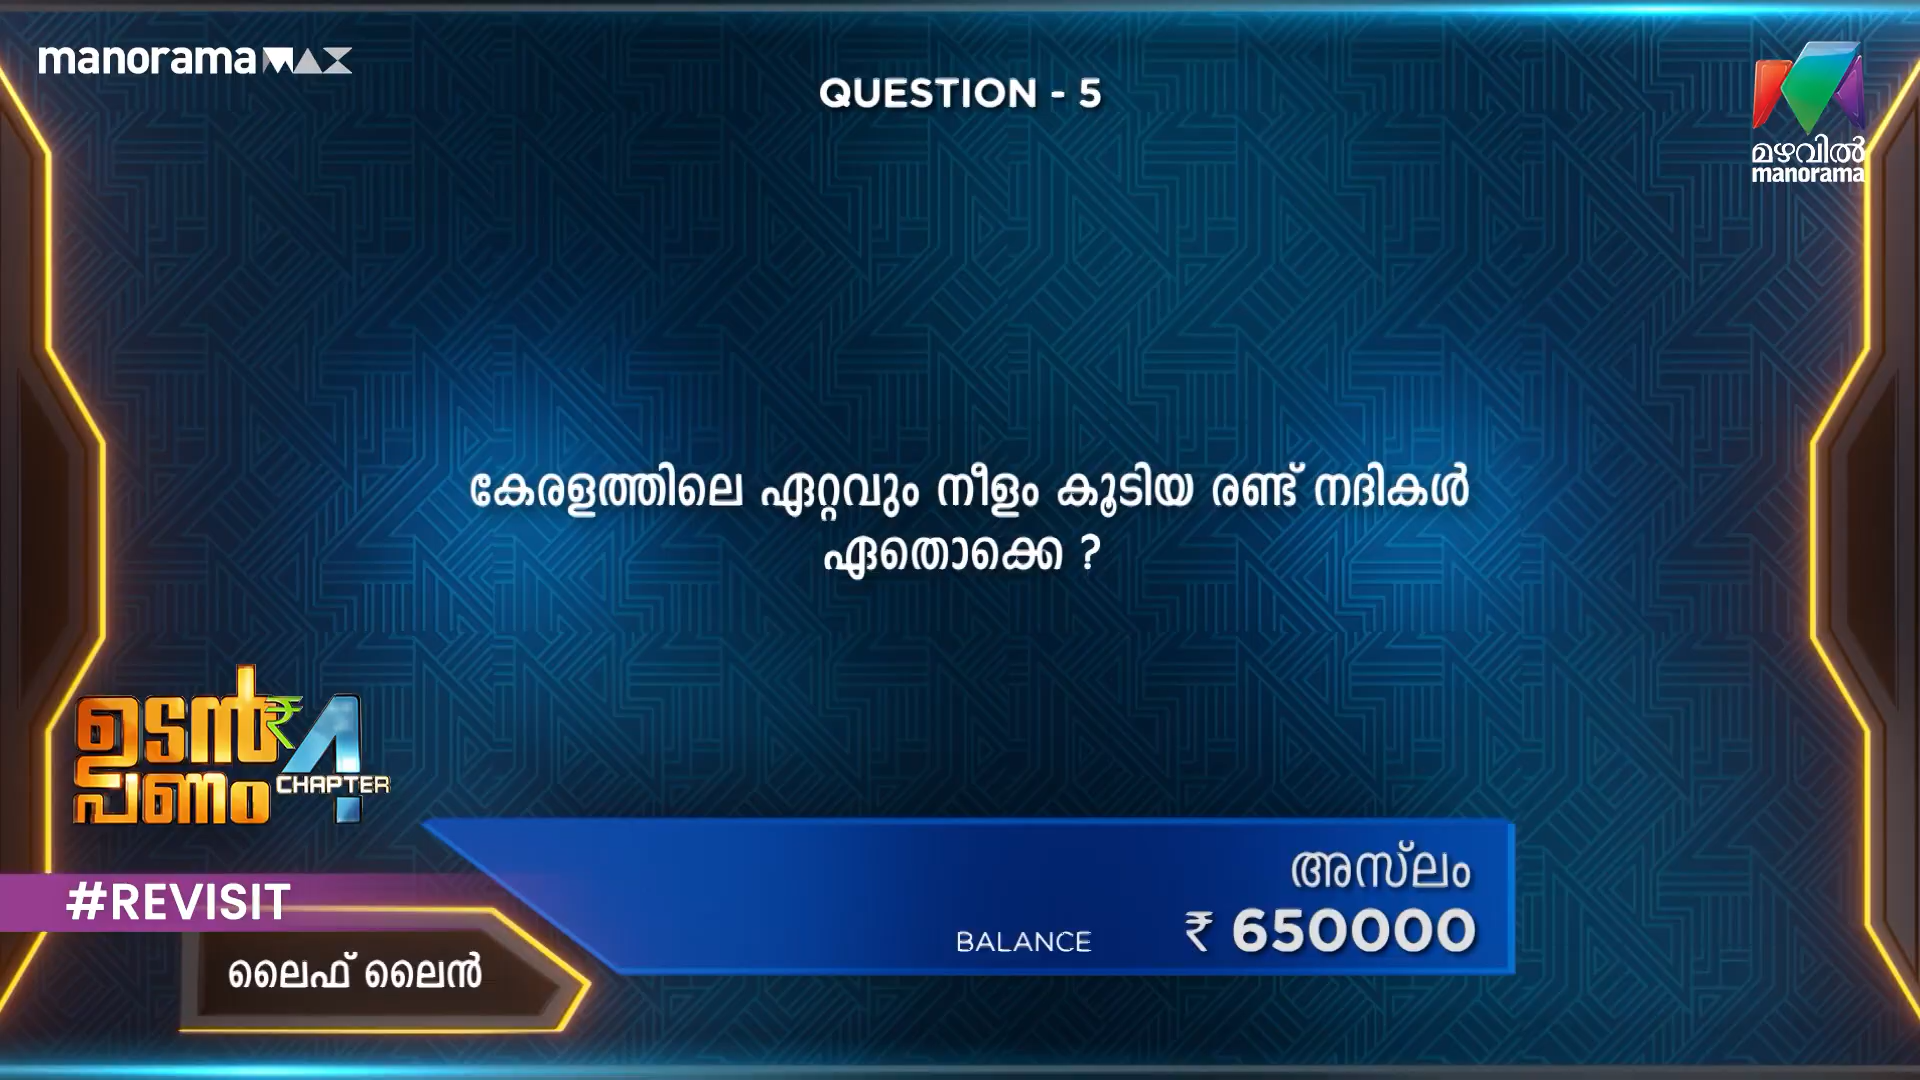 manorama MAX
QUESTION - 5
മഴവിൽ
manorama
കേരളത്തിലെ ഏറ്റവും നീളം കൂടിയ രണ്ട് നദികൾ
ഏതൊക്കെ ?
ഉടൻ ₹
പണം
CHAPTER 4
അസ്‌ലം
#REVISIT
BALANCE ₹ 650000
ലൈഫ് ലൈൻ